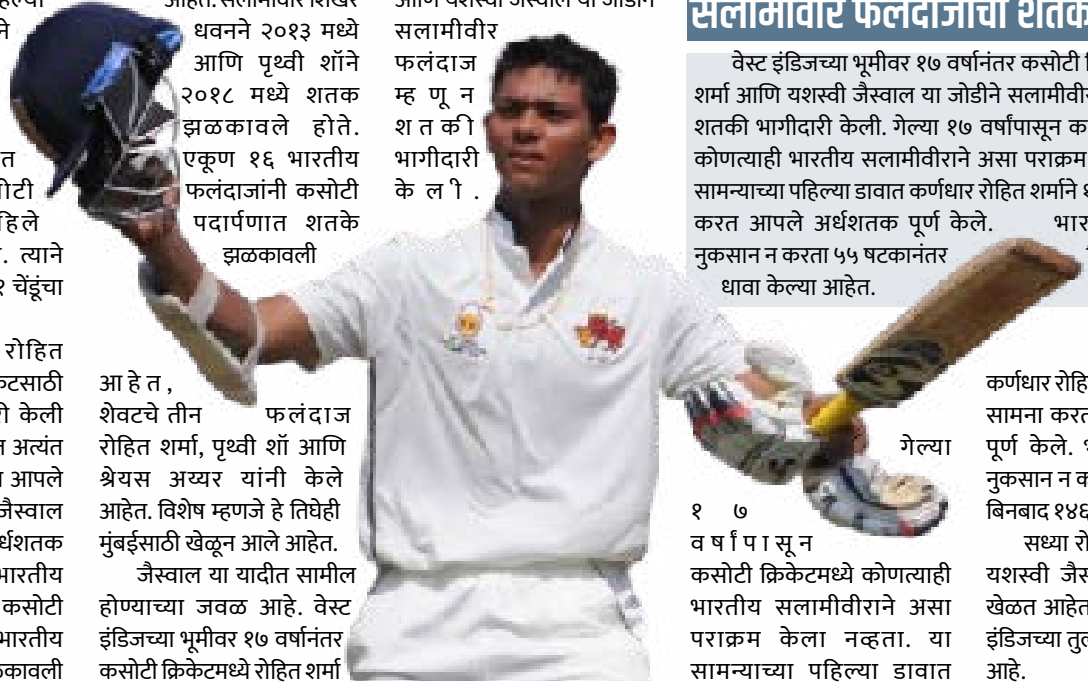 सलामीवीर फलंदाजांची शतकी
ने
त
हिले
त्याने
चेंडूंचा
रोहित
केली
अत्यंत
आपले
जैस्वाल
भारतीय
कसोटी
भारतीय
आहेत. सलामीवीर शिखर
धवनने २०१३ मध्ये
आणि पृथ्वी शॉने
२०१८ मध्ये शतक
झळकावले होते.
एकूण १६ भारतीय
फलंदाजांनी कसोटी
पदार्पणात शतके
झळकावली
आहेत,
शेवटचे तीन फलंदाज
रोहित शर्मा, पृथ्वी शॉ आणि
श्रेयस अय्यर यांनी केले
आहेत. विशेष म्हणजे हे तिघेही
मुंबईसाठी खेळून आले आहेत.
जैस्वाल या यादीत सामील
होण्याच्या जवळ आहे. वेस्ट
इंडिजच्या भूमीवर १७ वर्षानंतर
कसोटी क्रिकेटमध्ये रोहित शर्मा
आणि यशस्वी जैस्वाल या जोडीने
सलामीवीर
फलंदाज
म्हणून
शतकी
भागीदारी
केली.
वेस्ट इंडिजच्या भूमीवर १७ वर्षानंतर कसोटी
शर्मा आणि यशस्वी जैस्वाल या जोडीने सलामीवीर
शतकी भागीदारी केली. गेल्या १७ वर्षांपासून
कोणत्याही भारतीय सलामीवीराने असा पराक्रम
सामन्याच्या पहिल्या डावात कर्णधार रोहित शर्माने
करत आपले अर्धशतक पूर्ण केले.
नुकसान न करता ५५ षटकानंतर
धावा केल्या आहेत.
गेल्या
१७
वर्षांपासून
कसोटी क्रिकेटमध्ये कोणत्याही
भारतीय सलामीवीराने असा
पराक्रम केला नव्हता. या
सामन्याच्या पहिल्या डावात
कर्णधार
सामना
पूर्ण केले.
नुकसान न
बिनबाद
सध्या
यशस्वी
खेळत
इंडिजच्या
आहे.